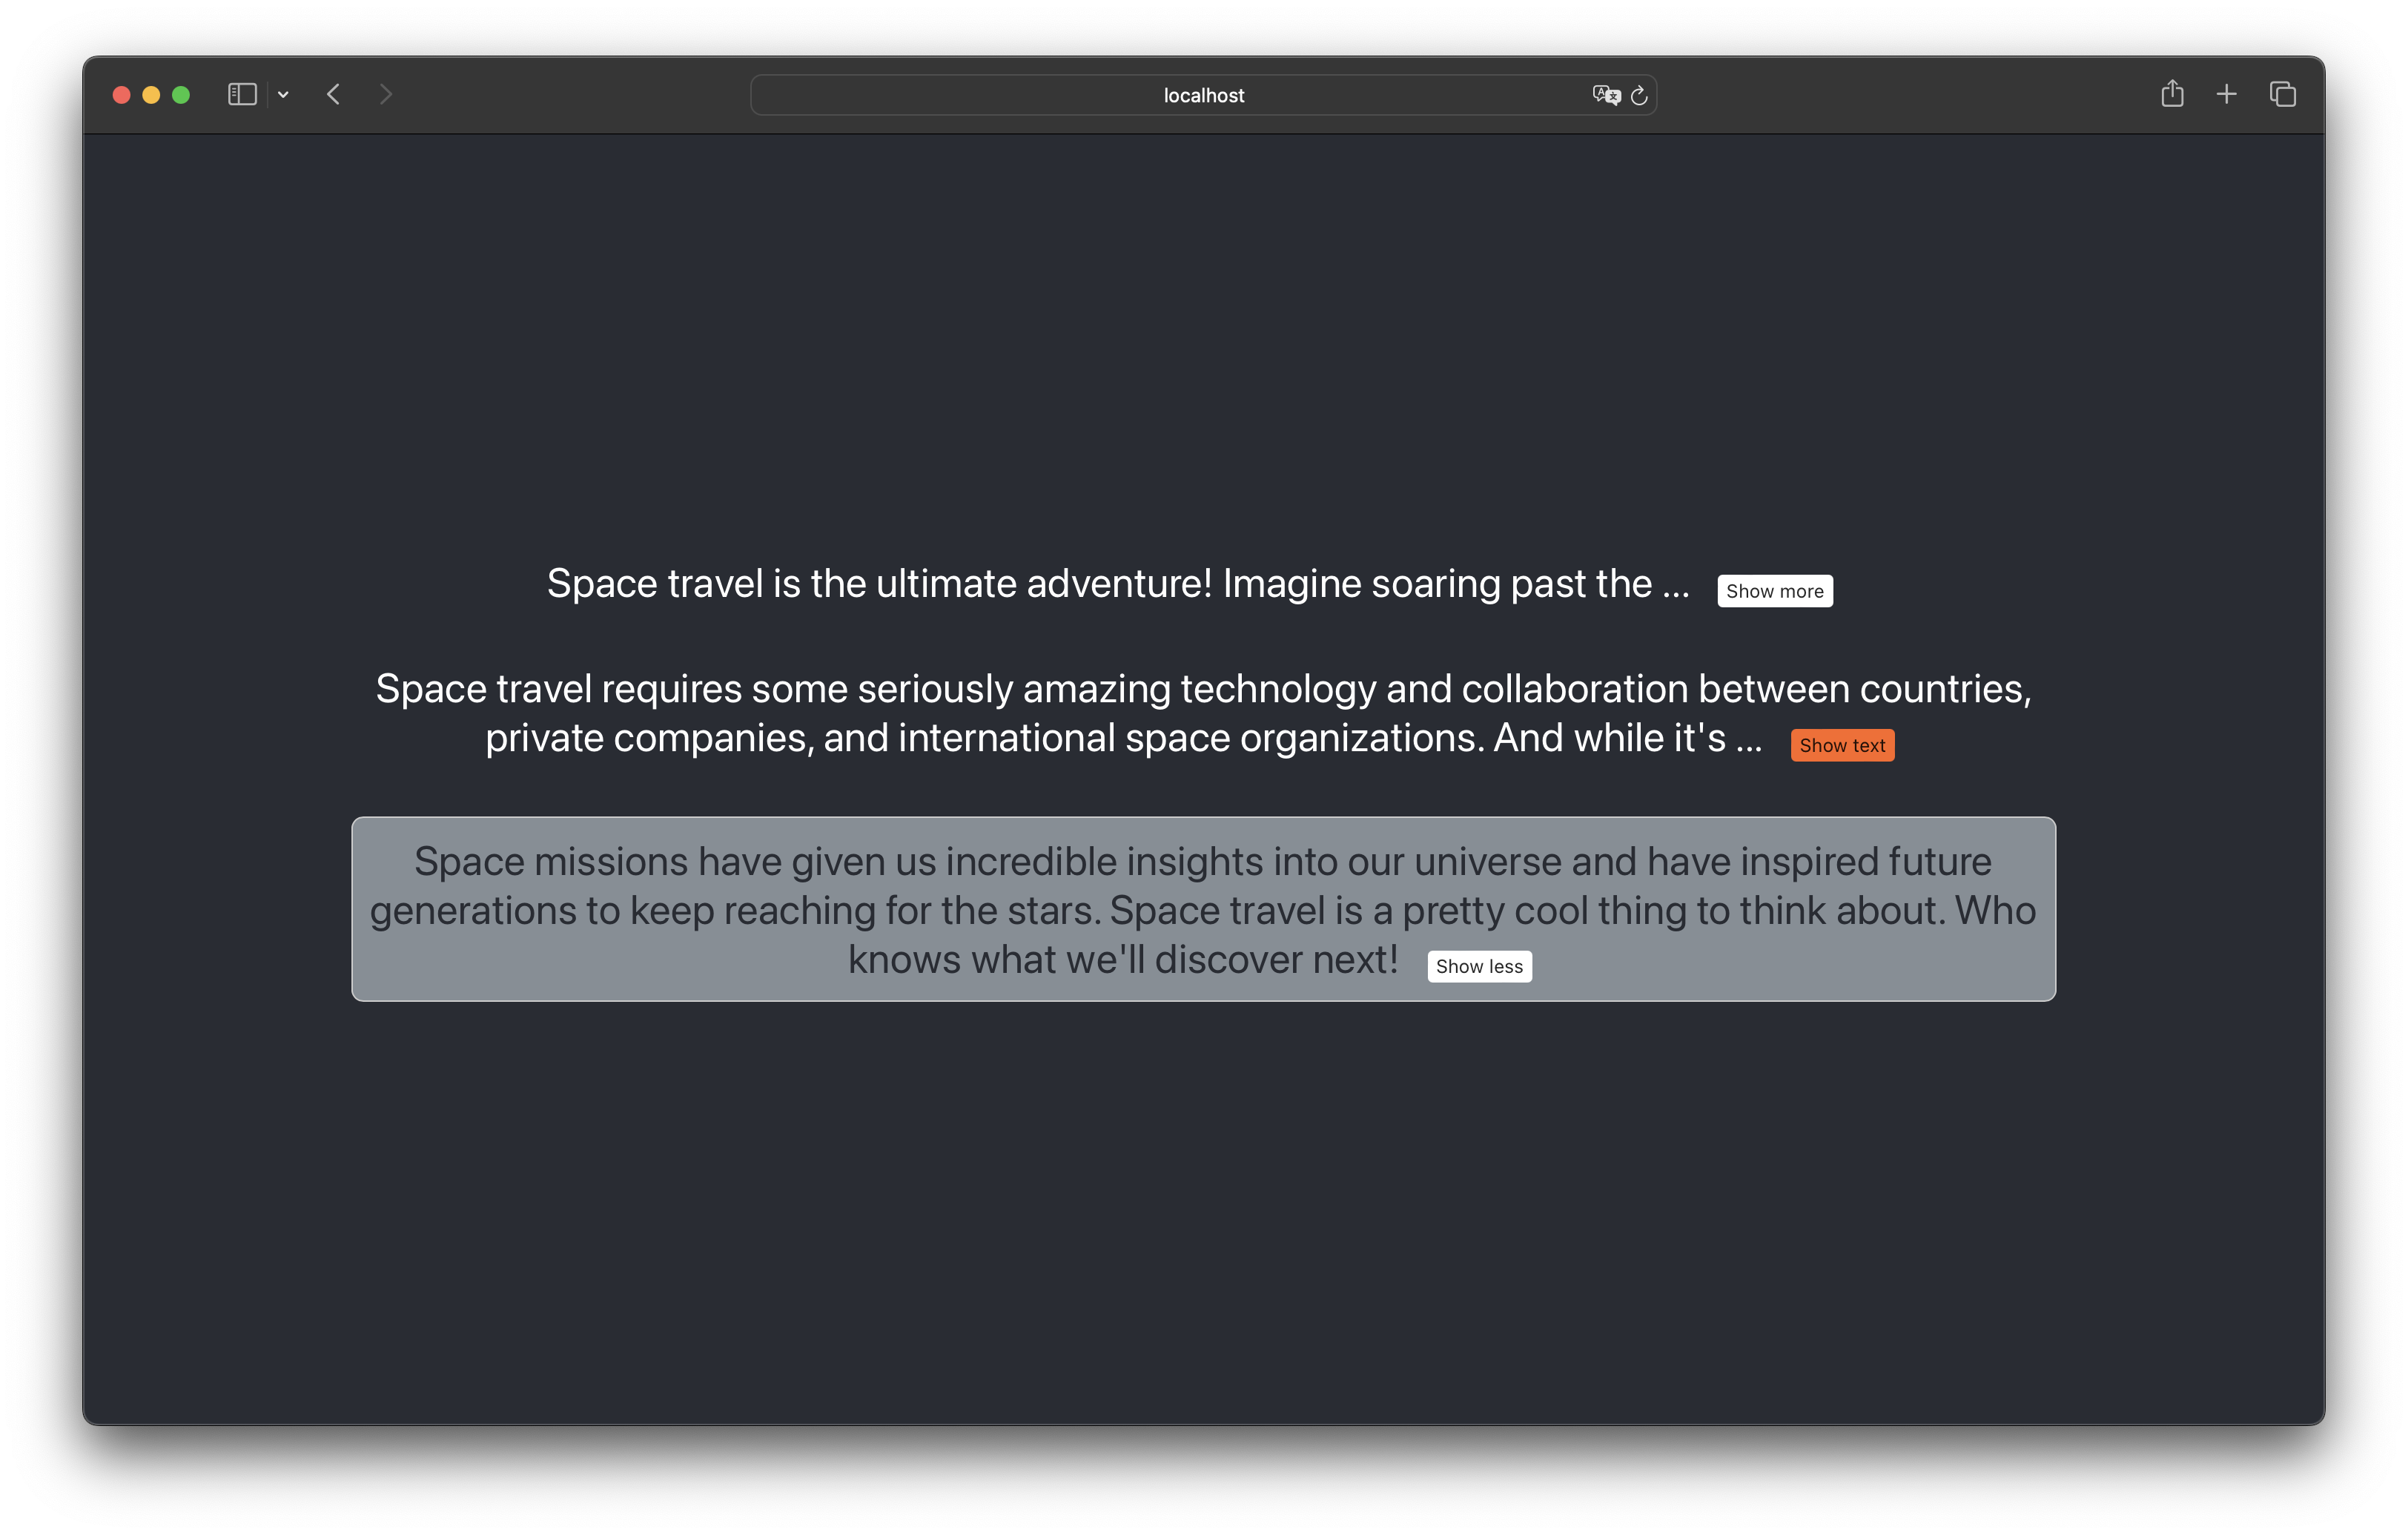 localhost
Space travel is the ultimate adventure! Imagine soaring past the ... Show more
Space travel requires some seriously amazing technology and collaboration between countries,
private companies, and international space organizations. And while it's ... Show text
Space missions have given us incredible insights into our universe and have inspired future
generations to keep reaching for the stars. Space travel is a pretty cool thing to think about. Who
knows what we'll discover next! Show less